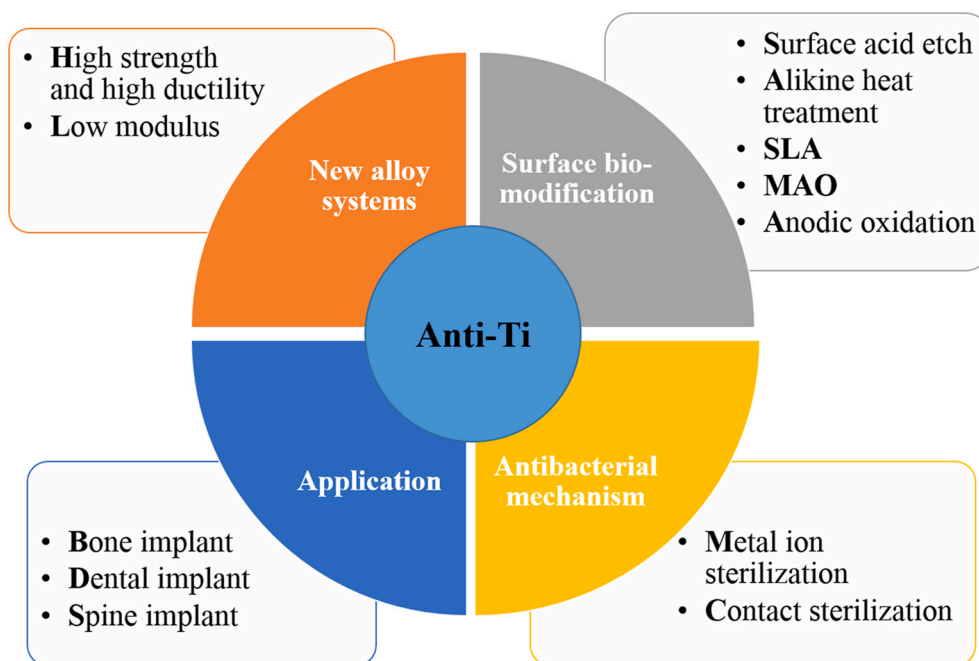 • High strength
and high ductility
• Low modulus
• Surface acid etch
• Alikine heat
treatment
• SLA
• MAO
• Anodic oxidation
New alloy
systems
Surface bio-
modification
Anti-Ti
Application
Antibacterial
mechanism
• Bone implant
• Dental implant
• Spine implant
• Metal ion
sterilization
• Contact sterilization